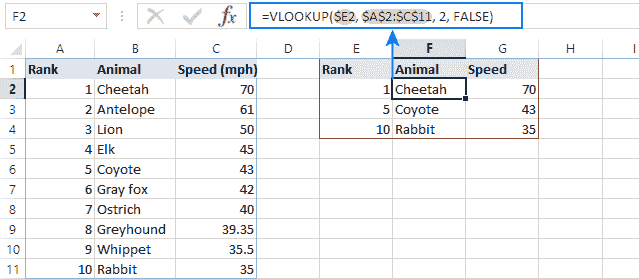 F2 fx =VLOOKUP($E2, $A$2:$C$11, 2, FALSE)
A B C D E F G H I
1 Rank Animal Speed (mph) Rank Animal Speed
2 1 Cheetah 70 1 Cheetah 70
3 2 Antelope 61 5 Coyote 43
4 3 Lion 50 10 Rabbit 35
5 4 Elk 45
6 5 Coyote 43
7 6 Gray fox 42
8 7 Ostrich 40
9 8 Greyhound 39.35
10 9 Whippet 35.5
11 10 Rabbit 35